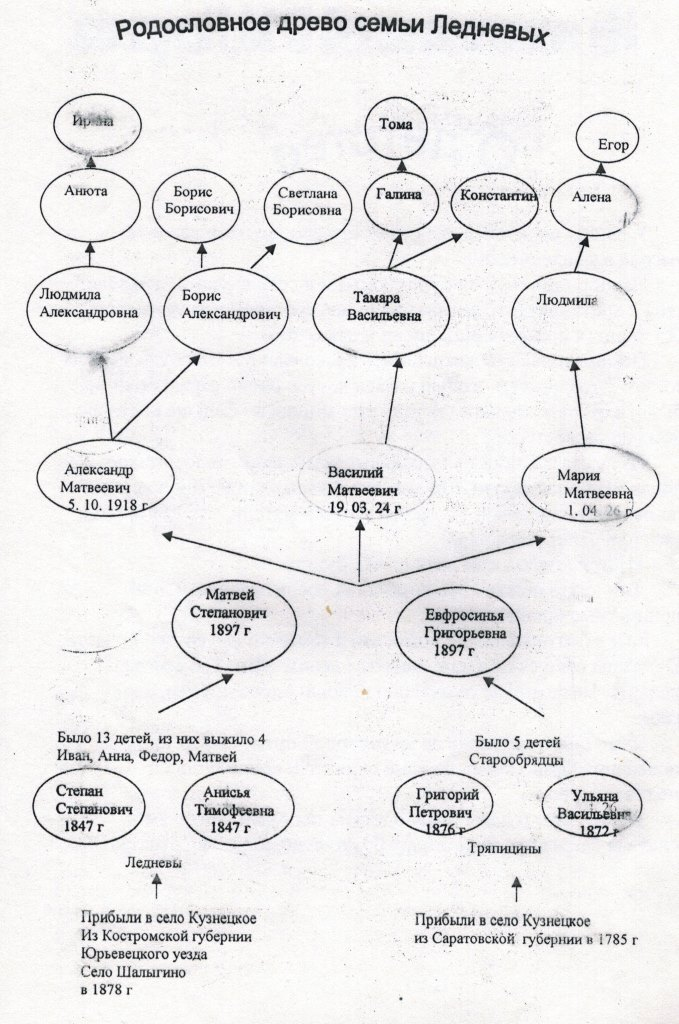 Родословное древо семьи Ледневых
Ирина
Тома
Егор
Анюта
Борис
Борисович
Светлана
Борисовна
Галина
Константин
Алена
Людмила
Александровна
Борис
Александрович
Тамара
Васильевна
Людмила
Александр
Матвеевич
5. 10. 1918 г
Василий
Матвеевич
19. 03. 24 г
Мария
Матвеевна
1. 04. 26 г.
Матвей
Степанович
1897 г
Евфросинья
Григорьевна
1897 г
Было 13 детей, из них выжило 4
Иван, Анна, Федор, Матвей
Было 5 детей
Старообрядцы
Степан
Степанович
1847 г
Анисья
Тимофеевна
1847 г
Григорий
Петрович
1876 г
Ульяна
Васильевна
1872 г
Ледневы
Тряпицины
Прибыли в село Кузнецкое
Из Костромской губернии
Юрьевецкого уезда
Село Шалыгино
в 1878 г
Прибыли в село Кузнецкое
из Саратовской губернии в 1785 г